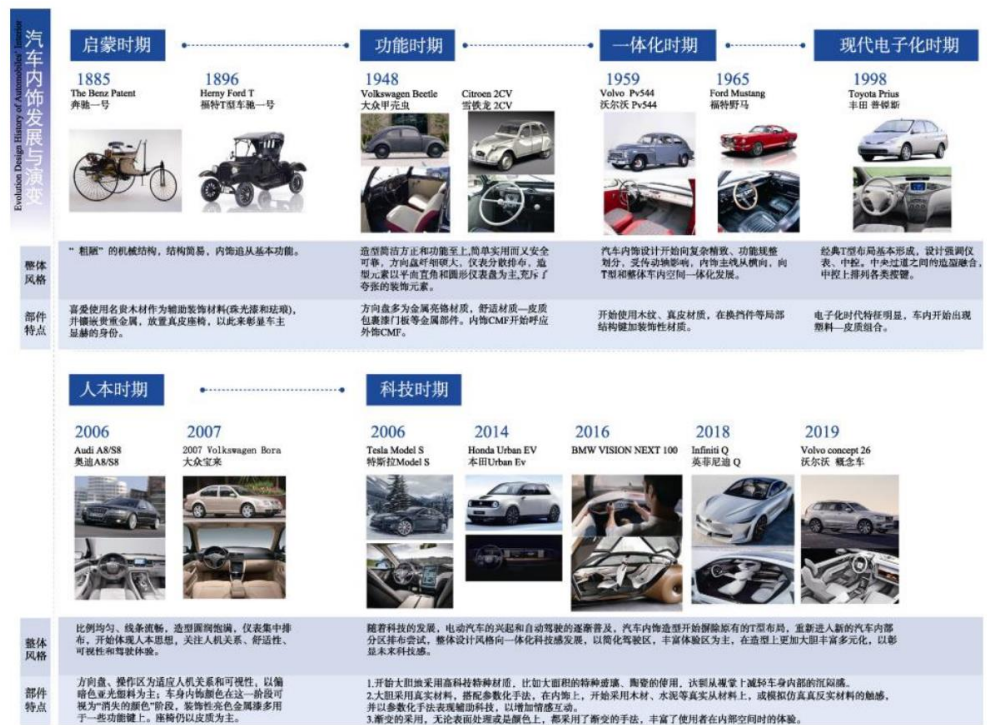 汽车内饰发展与演变
Evolution Design History of Automobiles' Interior
启蒙时期
功能时期
一体化时期
现代电子化时期
1885
The Benz Patent
奔驰一号
1896
Herny Ford T
福特T型车驰一号
1948
Volkswagen Beetle
大众甲壳虫
Citroen 2CV
雪铁龙 2CV
1959
Volvo Pv544
沃尔沃 Pv544
1965
Ford Mustang
福特野马
1998
Toyota Prius
丰田 普锐斯
整体
风格
“ 粗陋” 的机械结构，结构简易，内饰追从基本功能。
造型简洁方正和功能至上,简单实用而又安全
可靠，方向盘纤细硕大，仪表分散排布，造
型元素以平面直角和圆形仪表盘为主,充斥了
夸张的装饰元素。
汽车内饰设计开始向复杂精致、功能规整
划分，受传动轴影响，内饰主线从横向，向
T型和整体车内空间一体化发展。
经典T型布局基本形成，设计强调仪
表、中控、中央过道之间的造型融合，
中控上排列各类按键。
部件
特点
喜爱使用名贵木材作为辅助装饰材料(珠光漆和珐琅)，
并镶嵌贵重金属，放置真皮座椅，以此来彰显车主
显赫的身份。
方向盘多为金属亮铬材质，舒适材质—皮质
包裹漆门板等金属部件。内饰CMF开始呼应
外饰CMF。
开始使用木纹、真皮材质，在换挡件等局部
结构键加装饰性材质。
电子化时代特征明显，车内开始出现
塑料—皮质组合。
人本时期
科技时期
2006
Audi A8/S8
奥迪A8/S8
2007
2007 Volkswagen Bora
大众宝来
2006
Tesla Model S
特斯拉Model S
2014
Honda Urban EV
本田Urban Ev
2016
BMW VISION NEXT 100
2018
Infiniti Q
英菲尼迪 Q
2019
Volvo concept 26
沃尔沃 概念车
整体
风格
比例均匀、线条流畅，造型圆润饱满，仪表集中排
布，开始体现人本思想，关注人机关系、舒适性、
可视性和驾驶体验。
随着科技的发展，电动汽车的兴起和自动驾驶的逐渐普及，汽车内饰造型开始摒除原有的T型布局，重新进入新的汽车内部
分区排布尝试，整体设计风格向一体化科技感发展，以简化驾驶区，丰富体验区为主，在造型上更加大胆丰富多元化，以彰
显未来科技感。
部件
特点
方向盘、操作区为适应人机关系和可视性，以偏
暗色亚光塑料为主；车身内饰颜色在这一阶段可
视为“消失的颜色”阶段，装饰性亮色金属漆多用
于一些功能键上。座椅仍以皮质为主。
1.开始大胆地采用高科技特种材质，比如大面积的特种玻璃、陶瓷的使用，达到从视觉上减轻车身内部的沉闷感。
2.大胆采用真实材料，搭配参数化手法，在内饰上，开始采用木材、水泥等真实从材料上，或模拟仿真真反实材料的触感，
并以参数化手法表现辅助科技，以增加情感互动。
3.渐变的采用，无论表面处理或是颜色上，都采用了渐变的手法，丰富了使用者在内部空间时的体验。